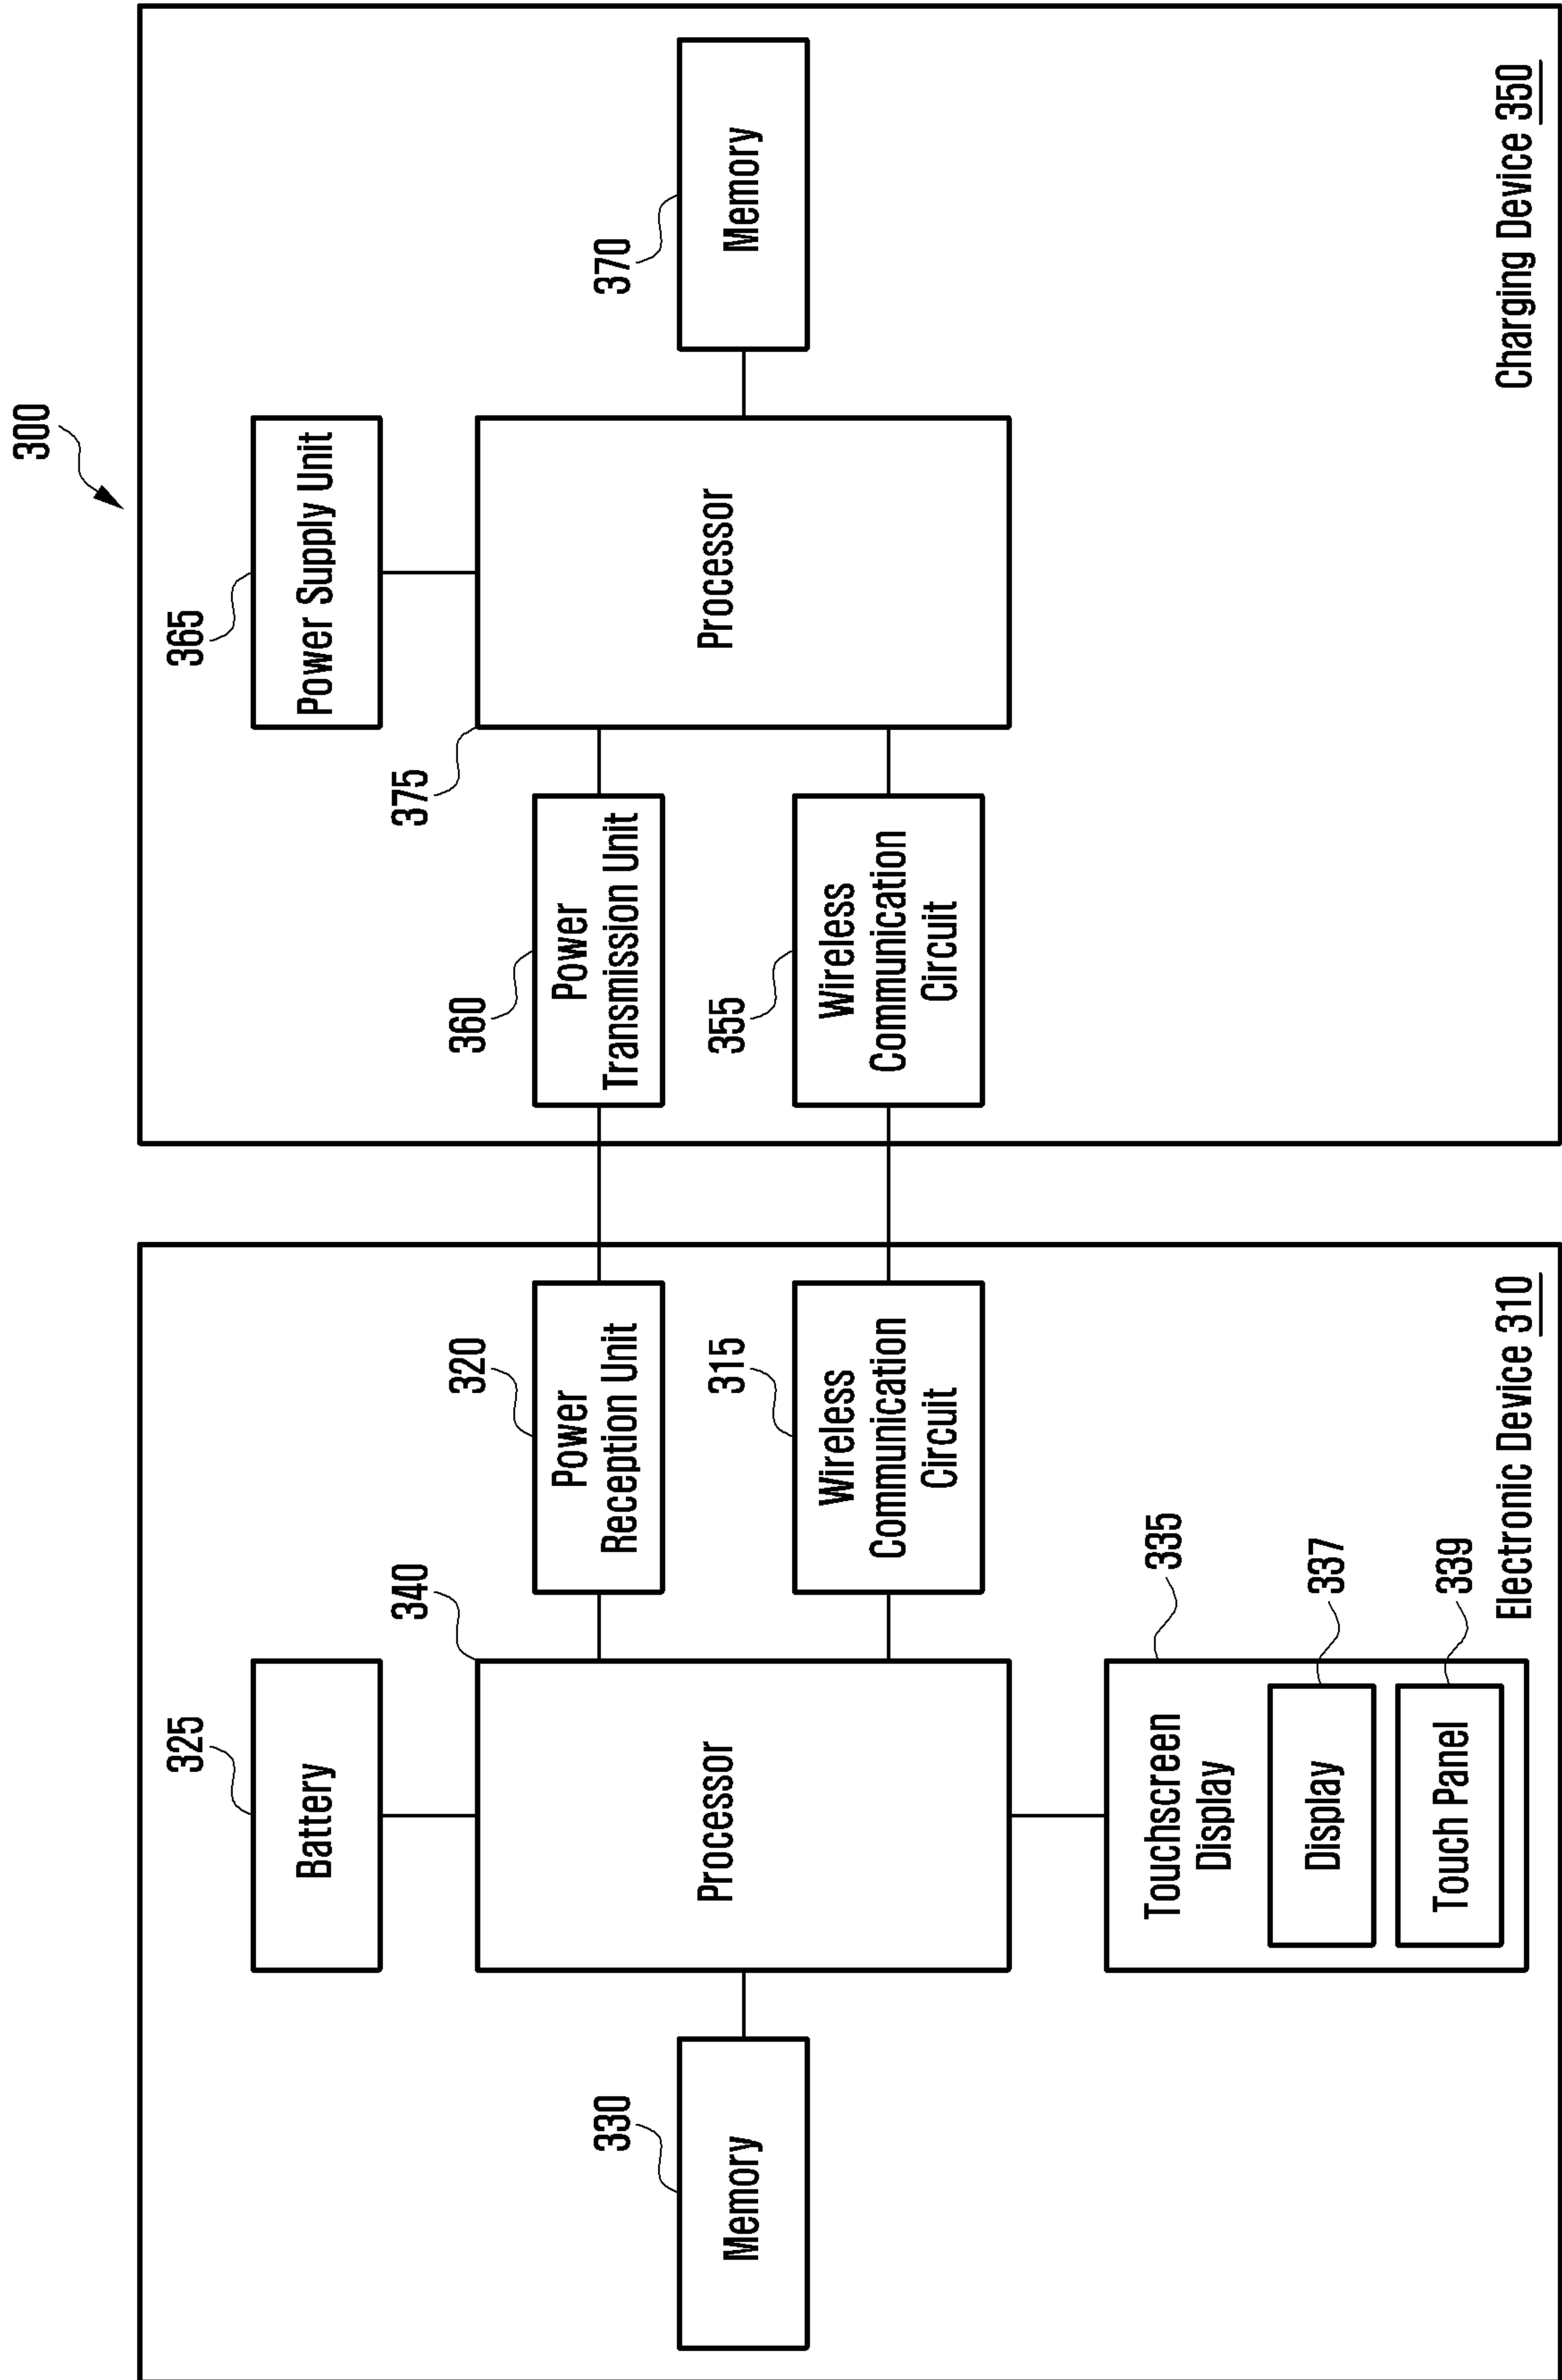 300
325
Battery
365
Power Supply Unit
340
375
320
Power
Reception Unit
360
Power
Transmission Unit
330
Memory
Processor
Processor
370
Memory
315
Wireless
Communication
Circuit
355
Wireless
Communication
Circuit
335
Touchscreen
Display
337
Display
339
Touch Panel
Electronic Device 310
Charging Device 350